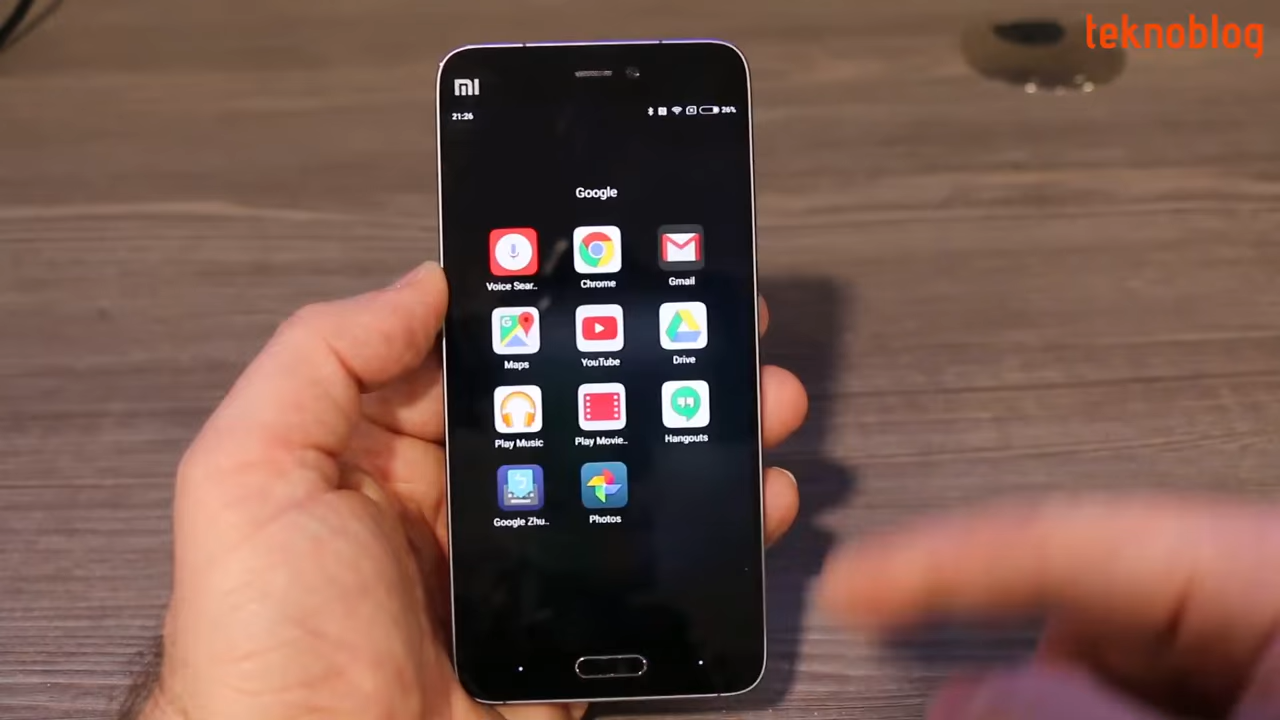 teknoblog
mi
21:26 26%
Google
Voice Sear.. Chrome Gmail
Maps YouTube Drive
Play Music Play Movie.. Hangouts
Google Zhu.. Photos